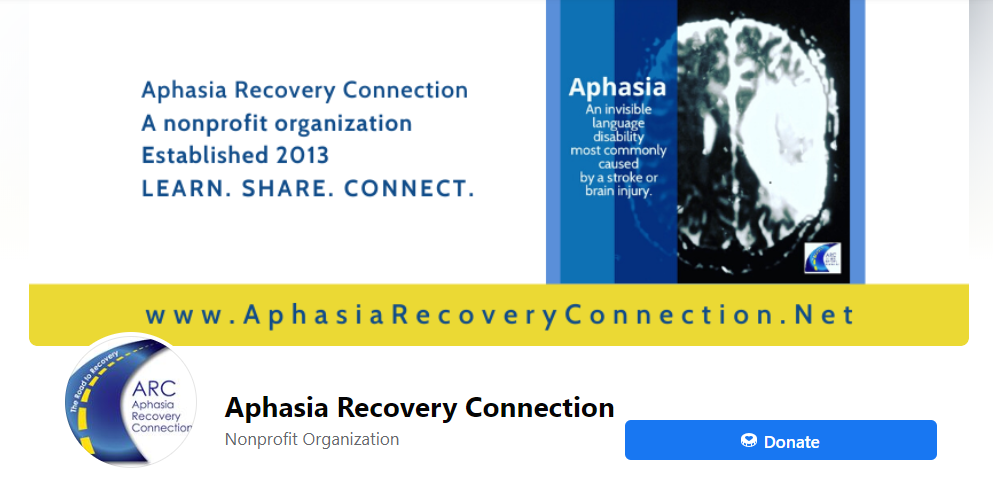 Aphasia Recovery Connection
A nonprofit organization
Established 2013
LEARN. SHARE. CONNECT.
Aphasia
An invisible
language
disability
most commonly
caused
by a stroke or
brain injury.
ARC
www.AphasiaRecoveryConnection.Net
The Road to Recovery
ARC
Aphasia
Recovery
Connection
Aphasia Recovery Connection
Nonprofit Organization
Donate